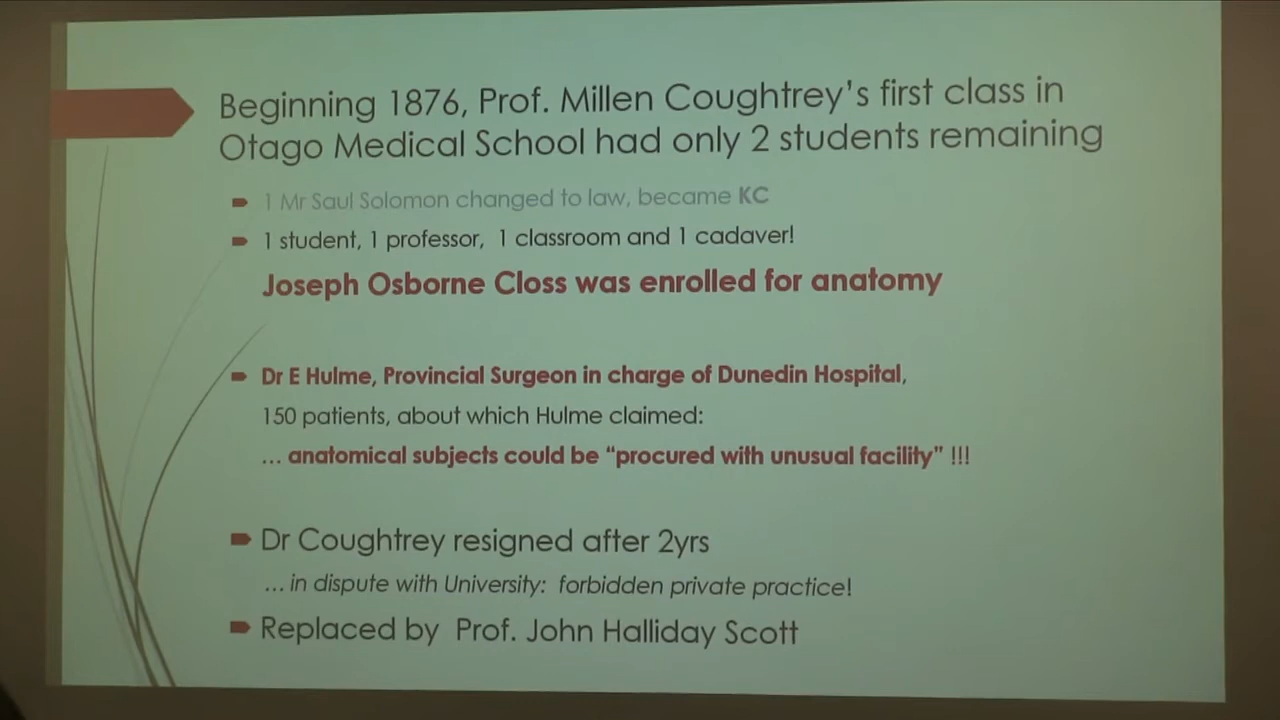 Beginning 1876, Prof. Millen Coughtrey's first class in
Otago Medical School had only 2 students remaining
1 Mr Saul Solomon changed to law, became KC
1 student, 1 professor, 1 classroom and 1 cadaver!
Joseph Osborne Closs was enrolled for anatomy
Dr E Hulme, Provincial Surgeon in charge of Dunedin Hospital,
150 patients, about which Hulme claimed:
... anatomical subjects could be “procured with unusual facility” !!!
Dr Coughtrey resigned after 2yrs
... in dispute with University: forbidden private practice!
Replaced by Prof. John Halliday Scott